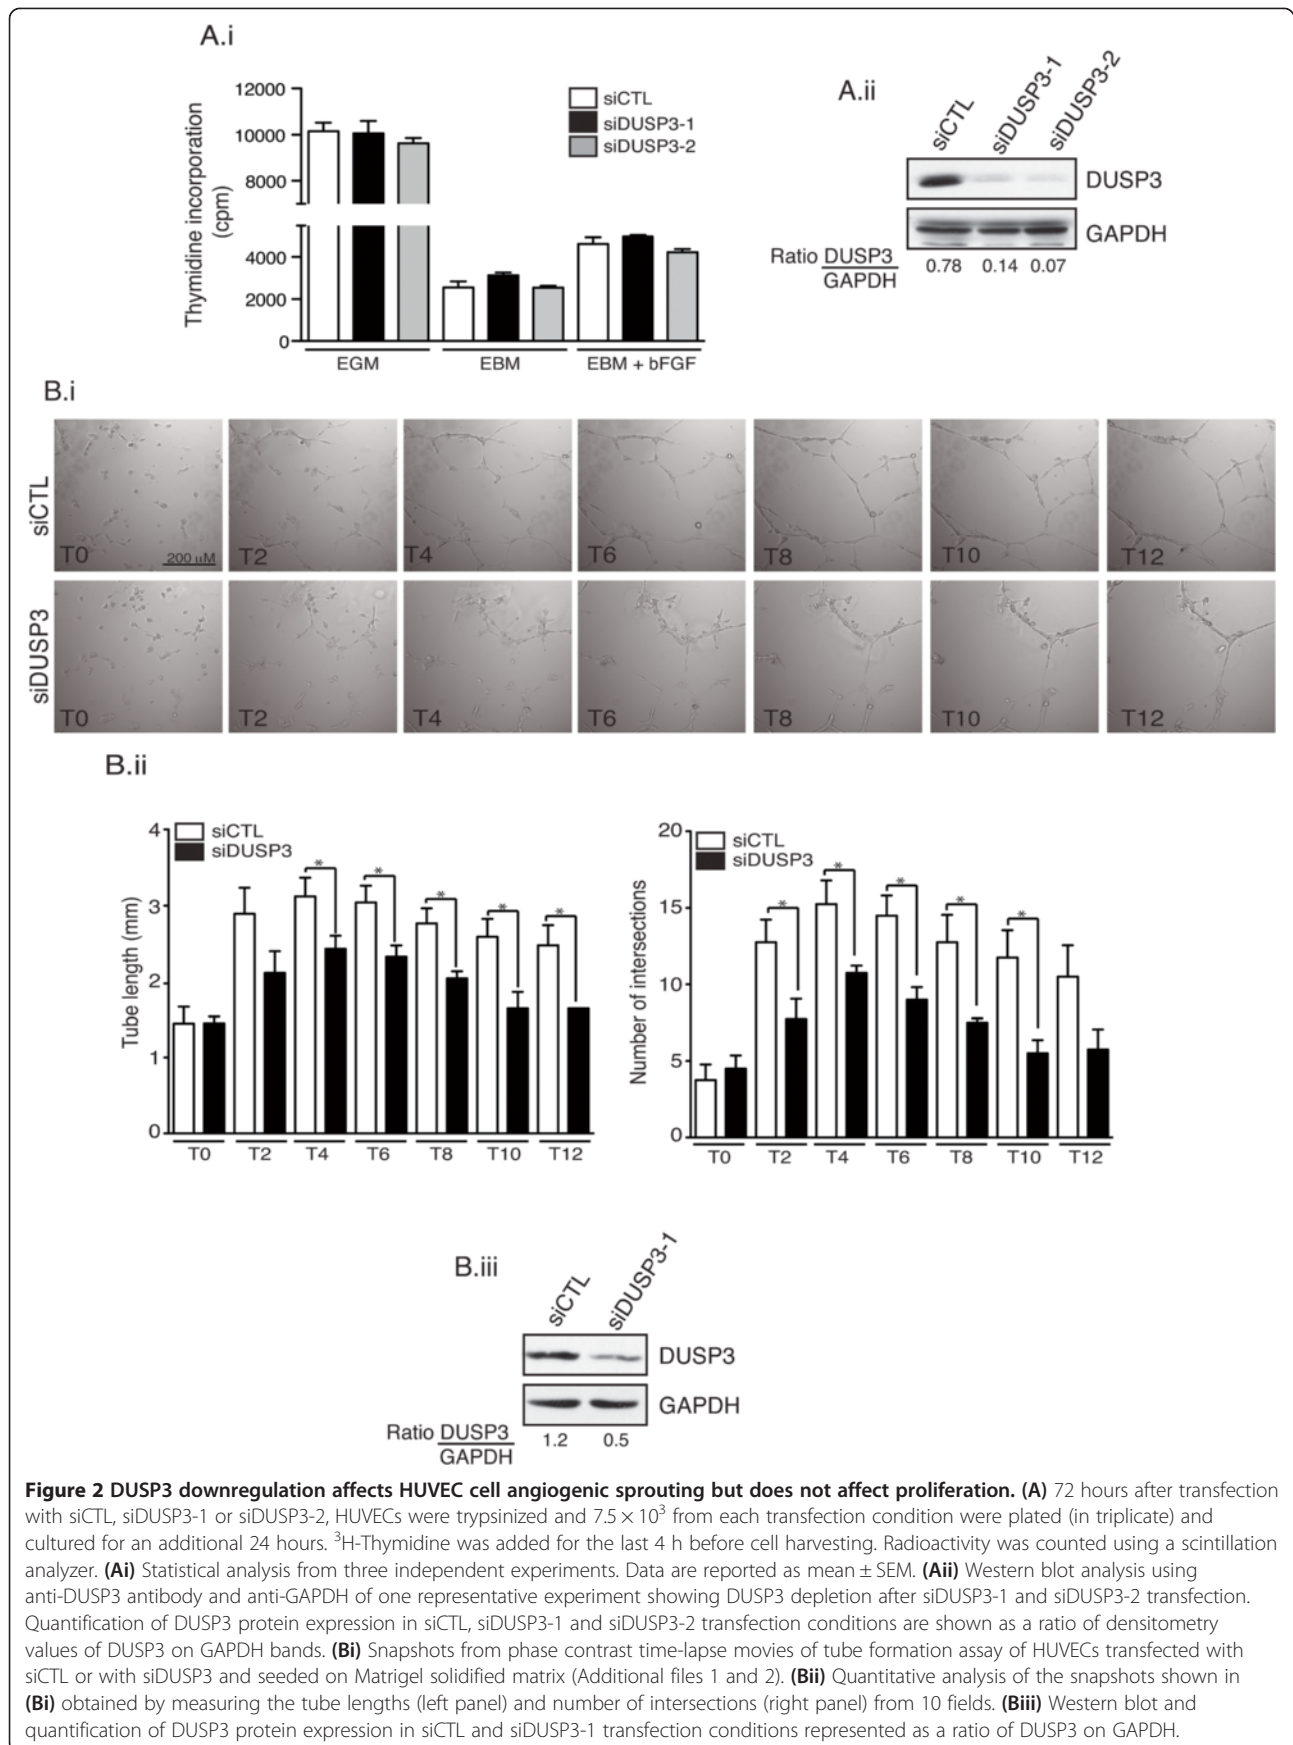 A.i
12000
10000
8000
4000
2000
0
Thymidine incorporation
(cpm)
siCTL
siDUSP3-1
siDUSP3-2
EGM
EBM
EBM + bFGF
A.ii
siCTL
siDUSP3-1
siDUSP3-2
DUSP3
GAPDH
Ratio DUSP3
GAPDH
0.78 0.14 0.07
B.i
siCTL
T0
200 uM
T2
T4
T6
T8
T10
T12
siDUSP3
T0
T2
T4
T6
T8
T10
T12
B.ii
4
3
2
1
0
Tube length (mm)
siCTL
siDUSP3
*
*
*
*
*
T0 T2 T4 T6 T8 T10 T12
20
15
10
5
0
Number of intersections
siCTL
siDUSP3
*
*
*
*
*
T0 T2 T4 T6 T8 T10 T12
B.iii
siCTL
siDUSP3-1
DUSP3
GAPDH
Ratio DUSP3
GAPDH
1.2 0.5
Figure 2 DUSP3 downregulation affects HUVEC cell angiogenic sprouting but does not affect proliferation. (A) 72 hours after transfection
with siCTL, siDUSP3-1 or siDUSP3-2, HUVECs were trypsinized and 7.5 × 10³ from each transfection condition were plated (in triplicate) and
cultured for an additional 24 hours. ³H-Thymidine was added for the last 4 h before cell harvesting. Radioactivity was counted using a scintillation
analyzer. (Ai) Statistical analysis from three independent experiments. Data are reported as mean ± SEM. (Aii) Western blot analysis using
anti-DUSP3 antibody and anti-GAPDH of one representative experiment showing DUSP3 depletion after siDUSP3-1 and siDUSP3-2 transfection.
Quantification of DUSP3 protein expression in siCTL, siDUSP3-1 and siDUSP3-2 transfection conditions are shown as a ratio of densitometry
values of DUSP3 on GAPDH bands. (Bi) Snapshots from phase contrast time-lapse movies of tube formation assay of HUVECs transfected with
siCTL or with siDUSP3 and seeded on Matrigel solidified matrix (Additional files 1 and 2). (Bii) Quantitative analysis of the snapshots shown in
(Bi) obtained by measuring the tube lengths (left panel) and number of intersections (right panel) from 10 fields. (Biii) Western blot and
quantification of DUSP3 protein expression in siCTL and siDUSP3-1 transfection conditions represented as a ratio of DUSP3 on GAPDH.